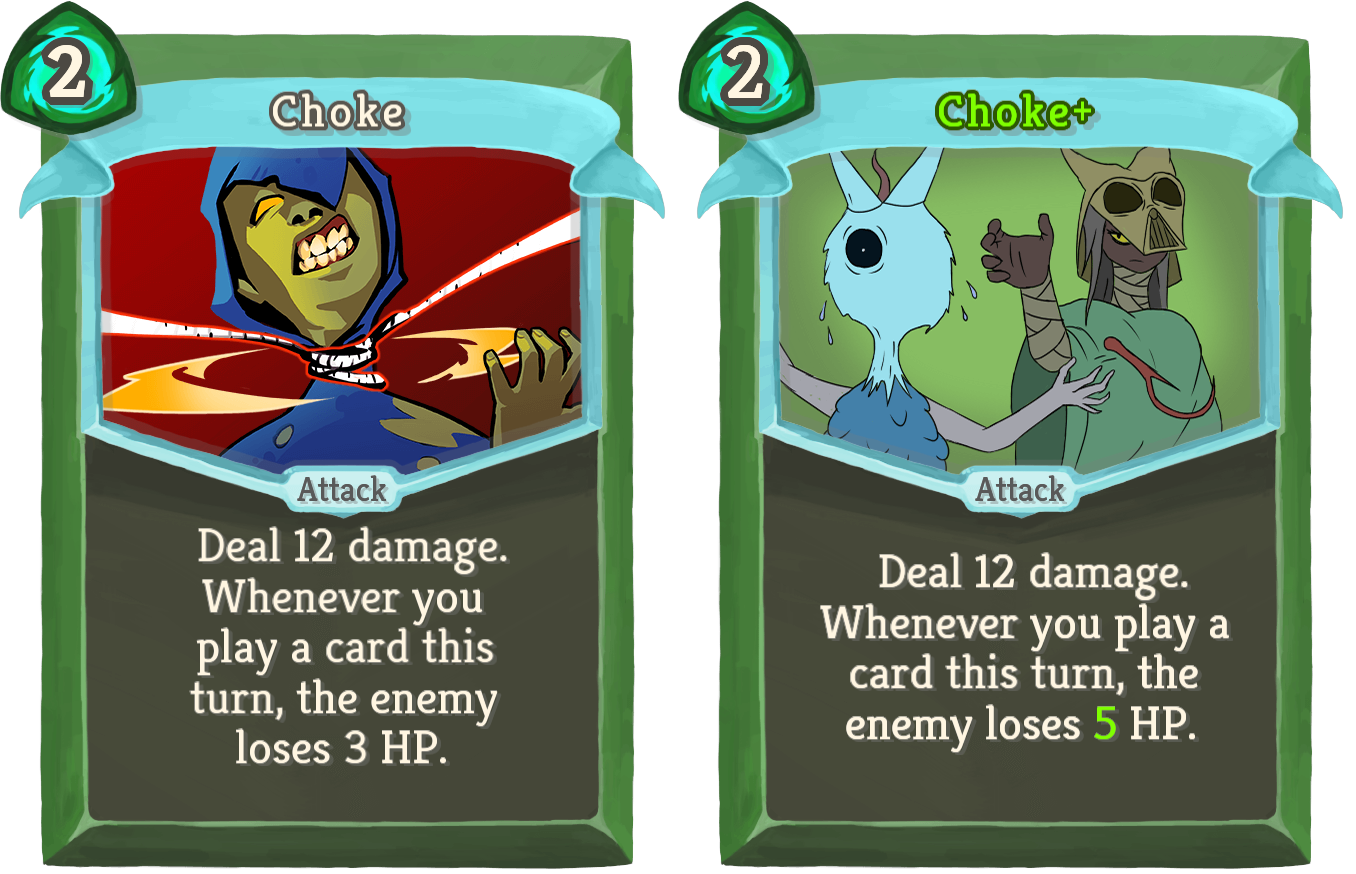 2
Choke
Attack
Deal 12 damage.
Whenever you
play a card this
turn, the enemy
loses 3 HP.
2
Choke+
Attack
Deal 12 damage.
Whenever you play a
card this turn, the
enemy loses 5 HP.